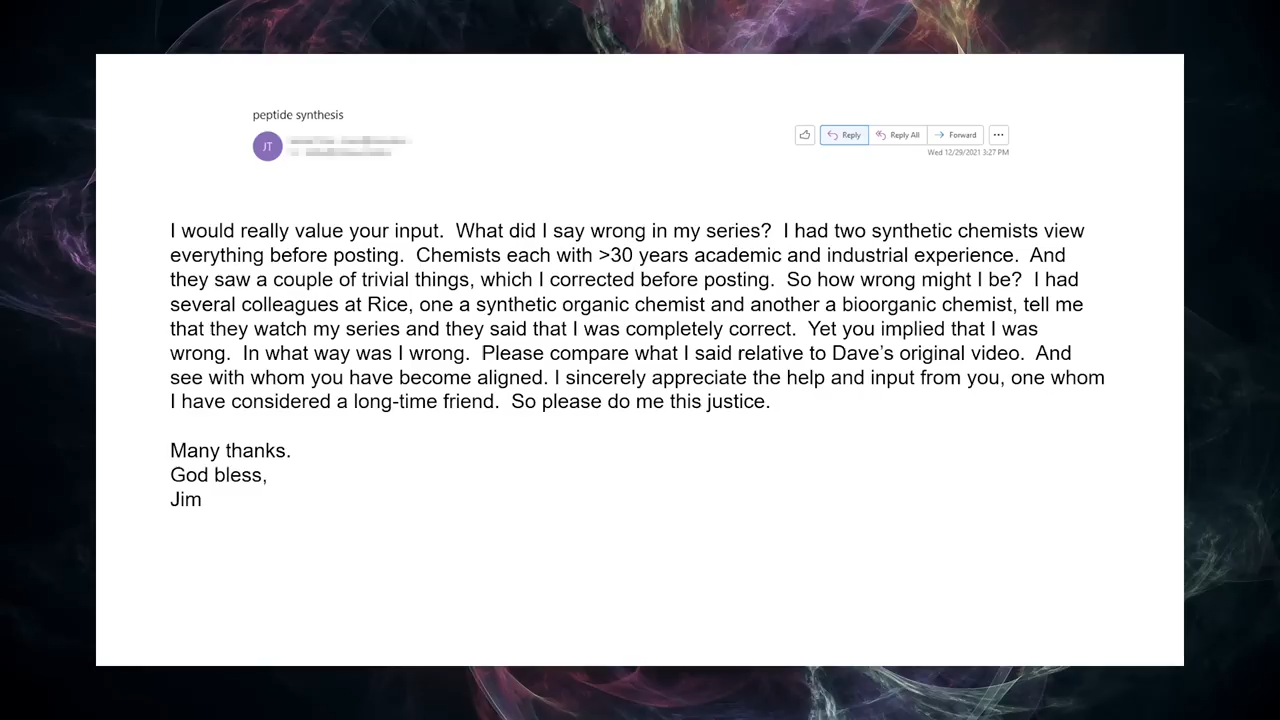 peptide synthesis
JT
Reply
Reply All
Forward
Wed 12/29/2021 3:27 PM
I would really value your input.  What did I say wrong in my series?  I had two synthetic chemists view
everything before posting.  Chemists each with >30 years academic and industrial experience.  And
they saw a couple of trivial things, which I corrected before posting.  So how wrong might I be?  I had
several colleagues at Rice, one a synthetic organic chemist and another a bioorganic chemist, tell me
that they watch my series and they said that I was completely correct.  Yet you implied that I was
wrong.  In what way was I wrong.  Please compare what I said relative to Dave’s original video.  And
see with whom you have become aligned. I sincerely appreciate the help and input from you, one whom
I have considered a long-time friend.  So please do me this justice.
Many thanks.
God bless,
Jim